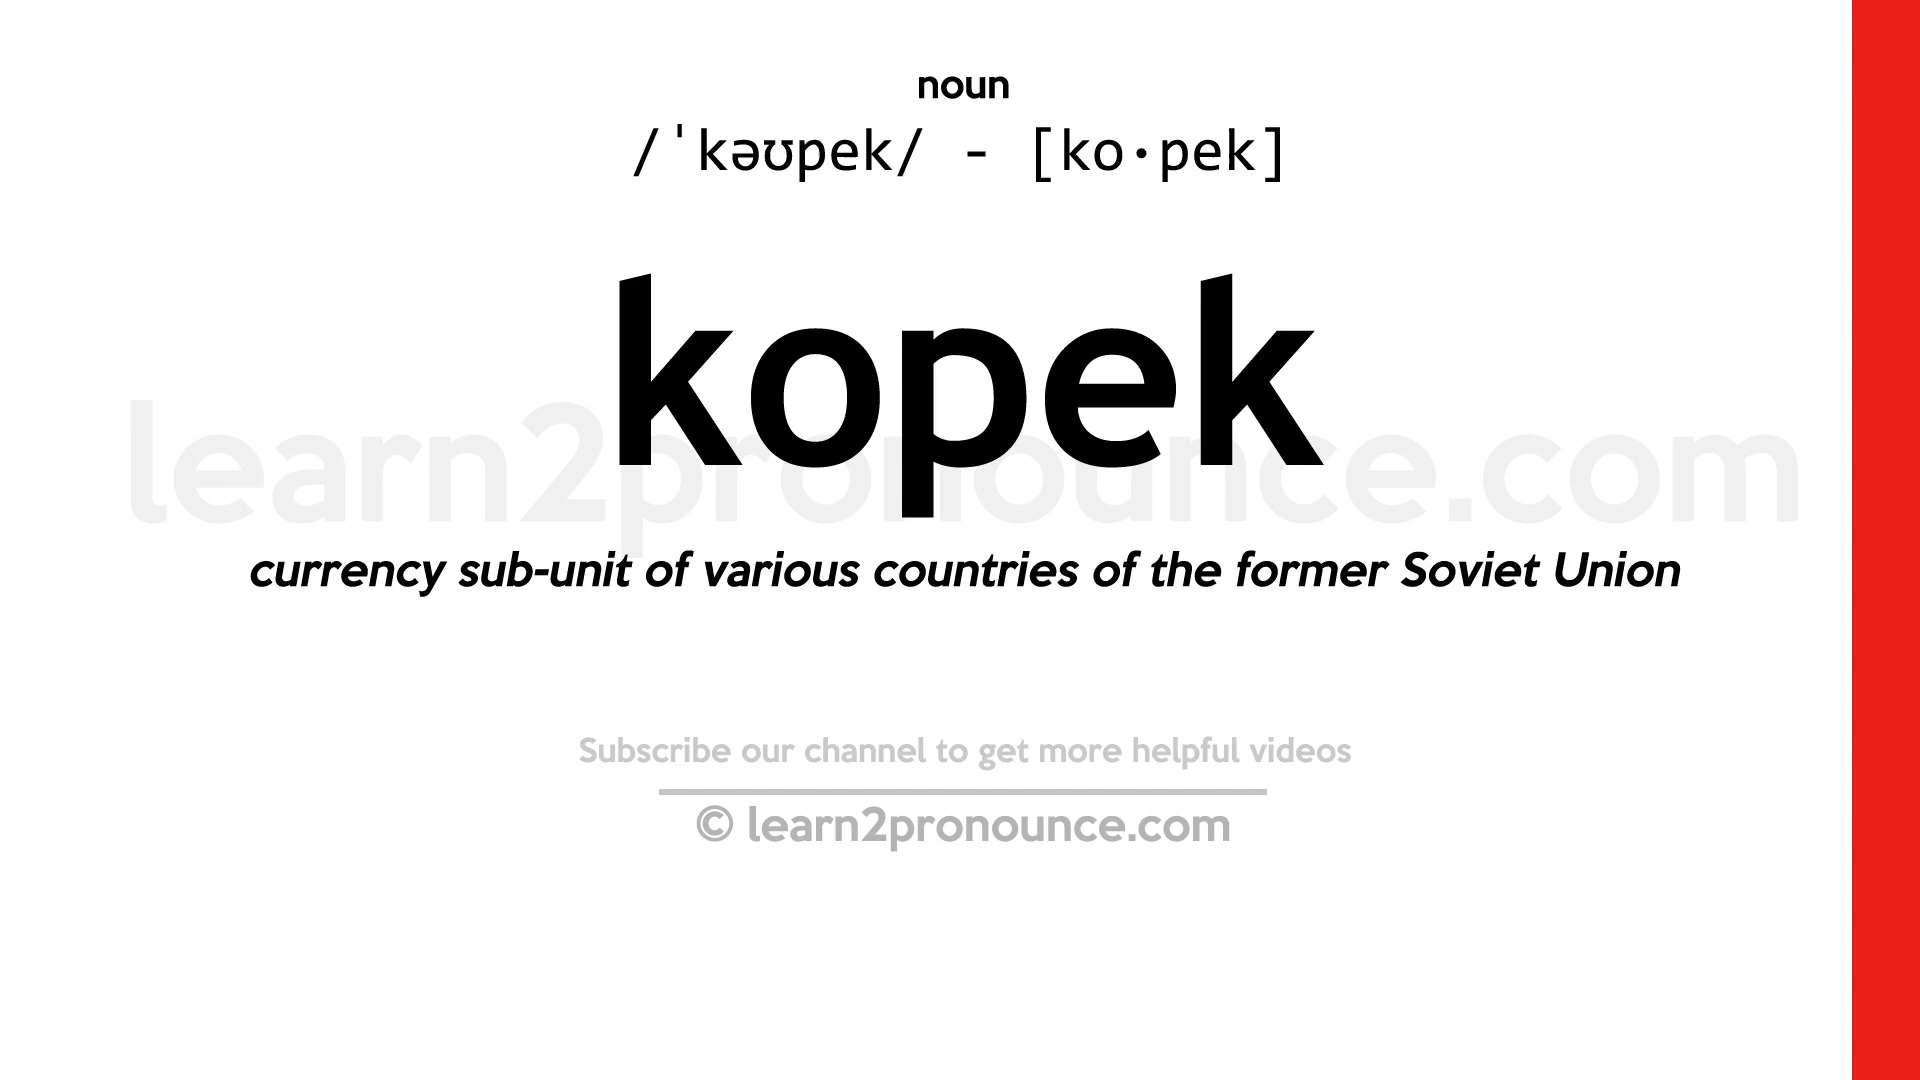 noun
/ˈkəʊpek/ - [ko·pek]
kopek
learn2pronounce.com
currency sub-unit of various countries of the former Soviet Union
Subscribe our channel to get more helpful videos
© learn2pronounce.com